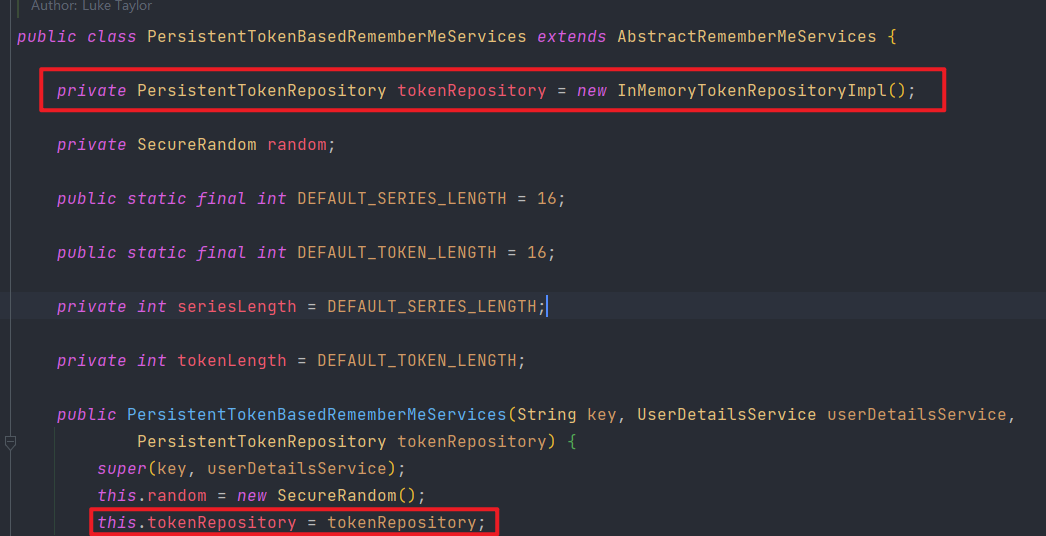 Author: Luke Taylor
public class PersistentTokenBasedRememberMeServices extends AbstractRememberMeServices {
private PersistentTokenRepository tokenRepository = new InMemoryTokenRepositoryImpl();
private SecureRandom random;
public static final int DEFAULT_SERIES_LENGTH = 16;
public static final int DEFAULT_TOKEN_LENGTH = 16;
private int seriesLength = DEFAULT_SERIES_LENGTH;
private int tokenLength = DEFAULT_TOKEN_LENGTH;
public PersistentTokenBasedRememberMeServices(String key, UserDetailsService userDetailsService,
PersistentTokenRepository tokenRepository) {
super(key, userDetailsService);
this.random = new SecureRandom();
this.tokenRepository = tokenRepository;